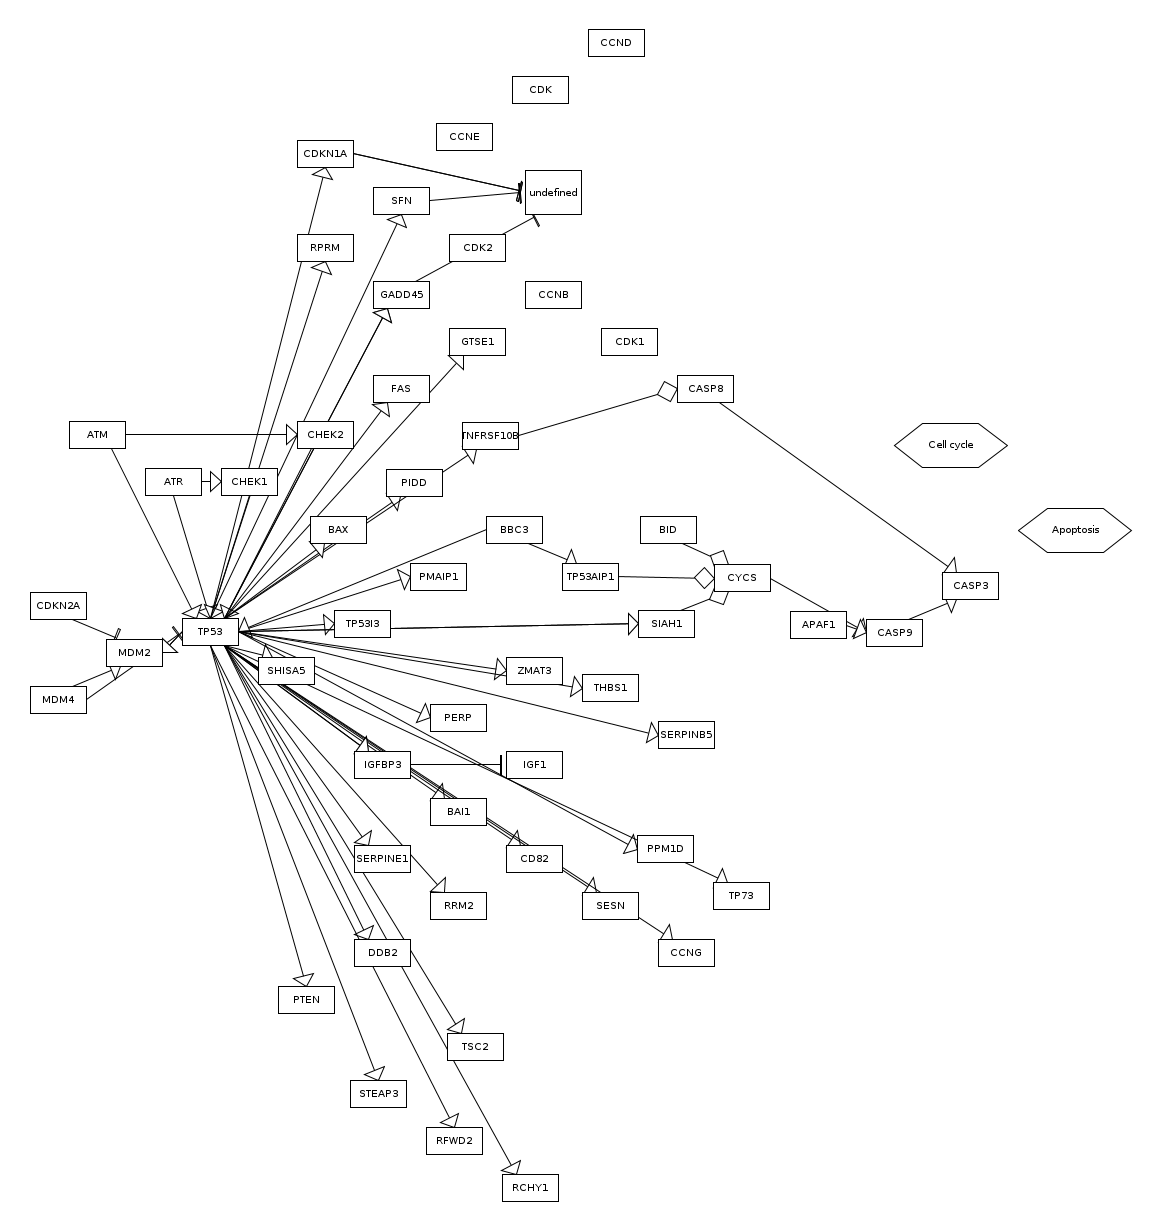 CCND
CDK
CCNE
CDKN1A
undefined
SFN
RPRM
CDK2
GADD45
CCNB
GTSE1
CDK1
FAS
CASP8
ATM
CHEK2
TNFRSF10B
Cell cycle
ATR
CHEK1
PIDD
BAX
BBC3
BID
Apoptosis
PMAIP1
TP53AIP1
CYCS
CASP3
CDKN2A
TP53
TP53I3
SIAH1
APAF1
CASP9
MDM2
SHISA5
ZMAT3
THBS1
MDM4
PERP
SERPINB5
IGFBP3
IGF1
BAI1
SERPINE1
CD82
PPM1D
RRM2
SESN
TP73
DDB2
CCNG
PTEN
TSC2
STEAP3
RFWD2
RCHY1